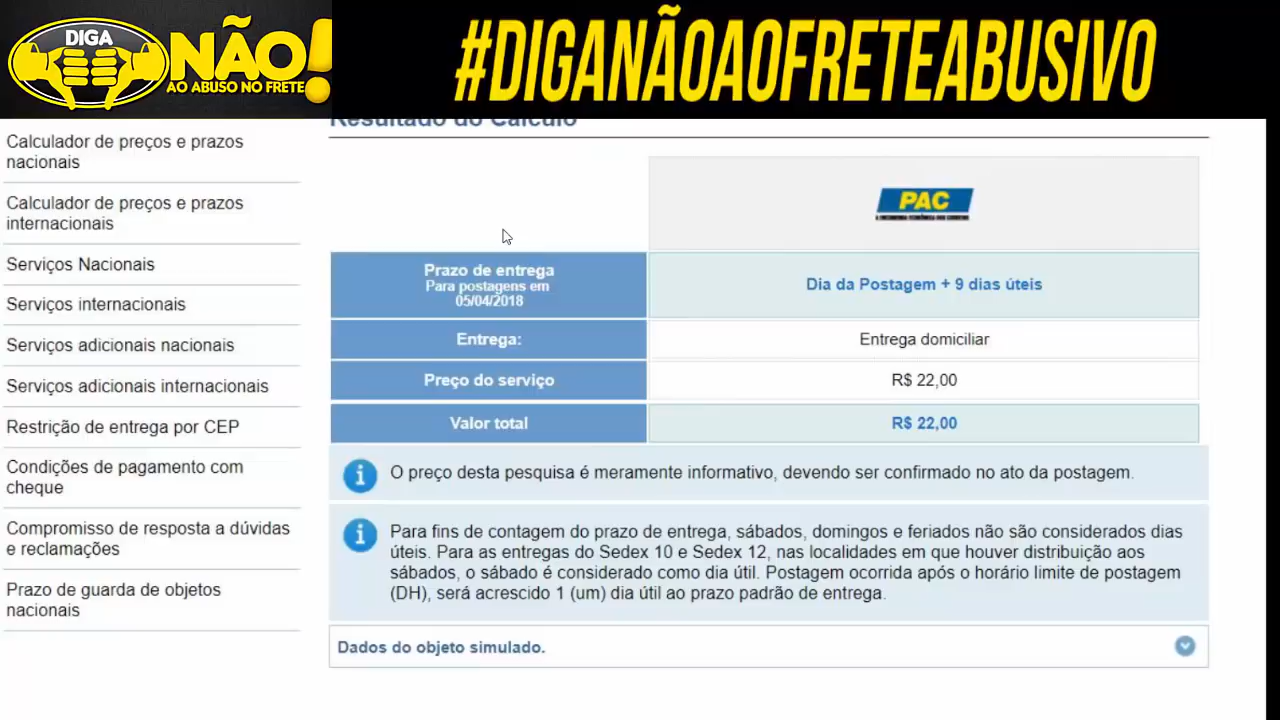 DIGA
NÃO!
AO ABUSO NO FRETE
#DIGANÃOAOFRETEABUSIVO
Resultado do Cálculo
Calculador de preços e prazos
nacionais
Calculador de preços e prazos
internacionais
Serviços Nacionais
Serviços internacionais
Serviços adicionais nacionais
Serviços adicionais internacionais
Restrição de entrega por CEP
Condições de pagamento com
cheque
Compromisso de resposta a dúvidas
e reclamações
Prazo de guarda de objetos
nacionais
PAC
Prazo de entrega
Para postagens em
05/04/2018
Dia da Postagem + 9 dias úteis
Entrega:
Entrega domiciliar
Preço do serviço
R$ 22,00
Valor total
R$ 22,00
O preço desta pesquisa é meramente informativo, devendo ser confirmado no ato da postagem.
Para fins de contagem do prazo de entrega, sábados, domingos e feriados não são considerados dias
úteis. Para as entregas do Sedex 10 e Sedex 12, nas localidades em que houver distribuição aos
sábados, o sábado é considerado como dia útil. Postagem ocorrida após o horário limite de postagem
(DH), será acrescido 1 (um) dia útil ao prazo padrão de entrega.
Dados do objeto simulado.